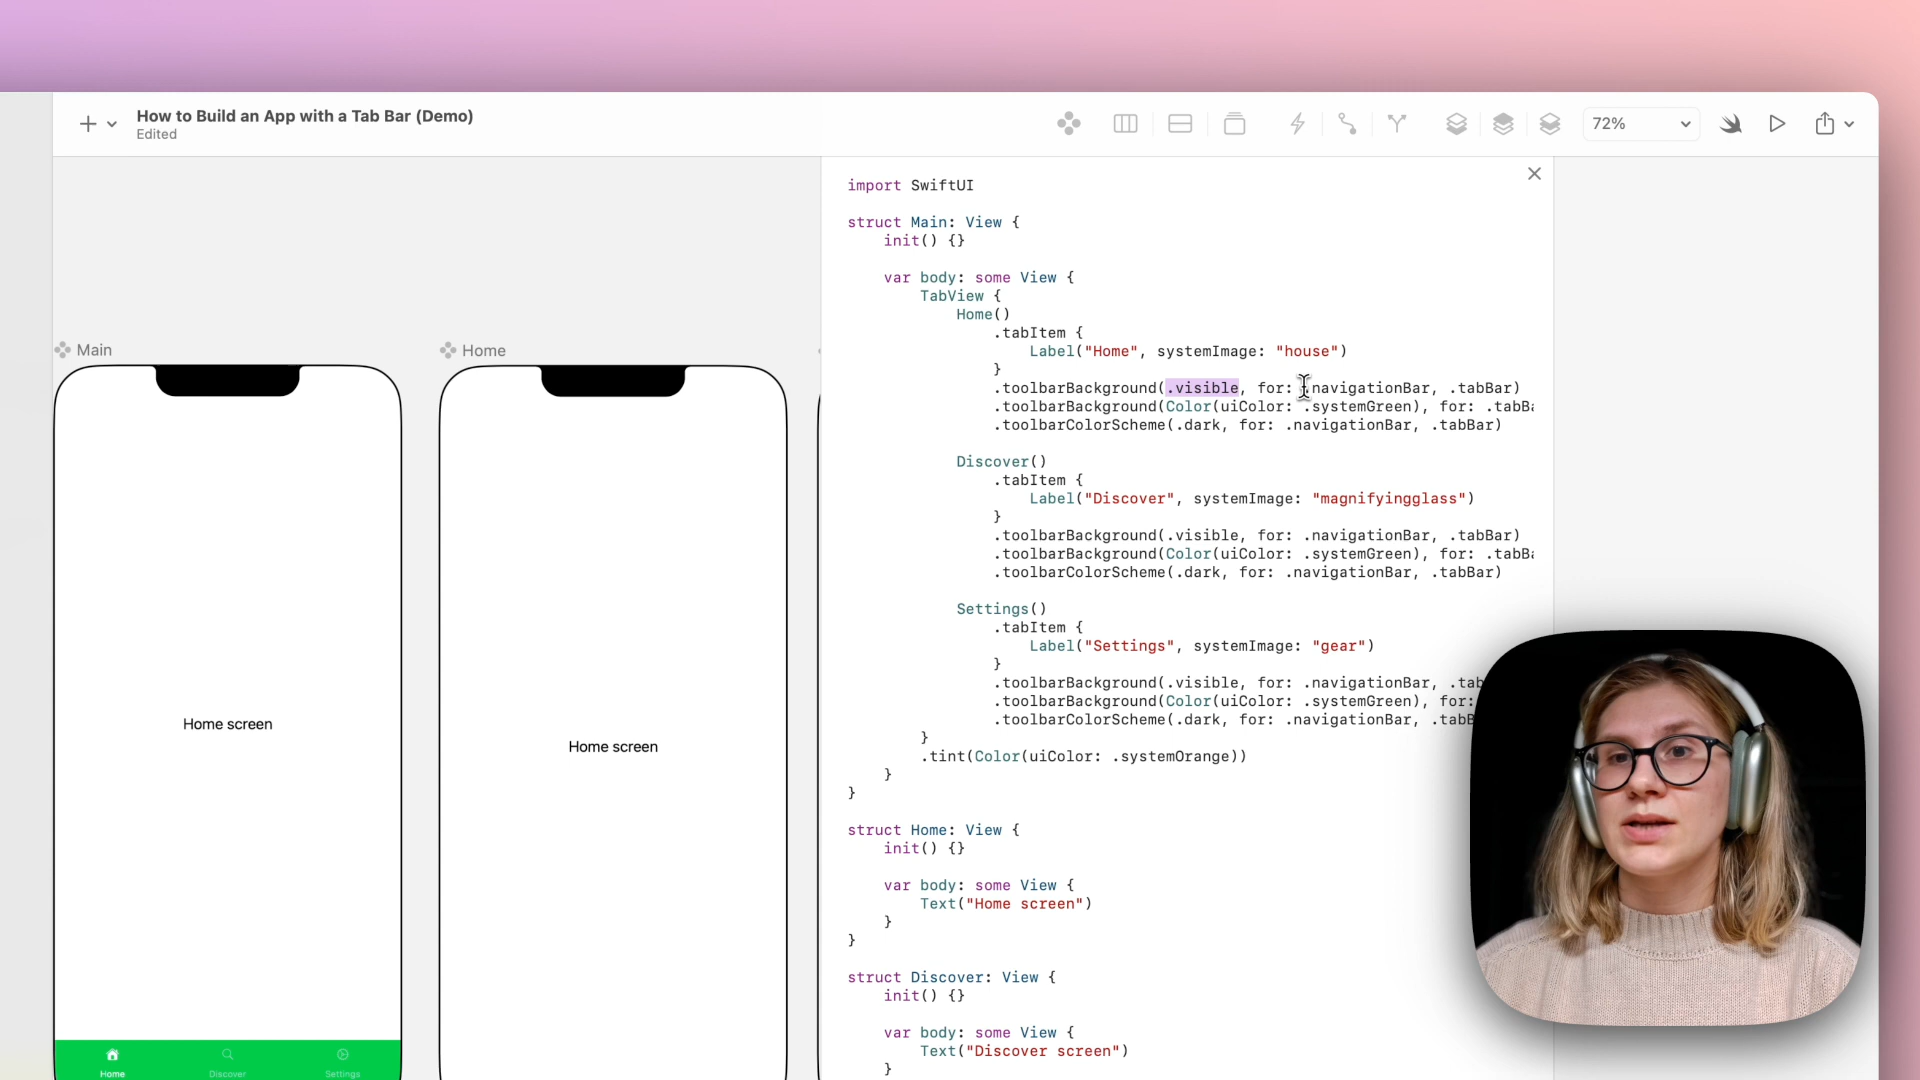 How to Build an App with a Tab Bar (Demo)
Edited
72%
Main
Home
Home screen
Home screen
Home
Discover
Settings
import SwiftUI
struct Main: View {
init() {}
var body: some View {
TabView {
Home()
.tabItem {
Label("Home", systemImage: "house")
}
.toolbarBackground(.visible, for: .navigationBar, .tabBar)
.toolbarBackground(Color(uiColor: .systemGreen), for: .tabBa
.toolbarColorScheme(.dark, for: .navigationBar, .tabBar)
Discover()
.tabItem {
Label("Discover", systemImage: "magnifyingglass")
}
.toolbarBackground(.visible, for: .navigationBar, .tabBar)
.toolbarBackground(Color(uiColor: .systemGreen), for: .tabBa
.toolbarColorScheme(.dark, for: .navigationBar, .tabBar)
Settings()
.tabItem {
Label("Settings", systemImage: "gear")
}
.toolbarBackground(.visible, for: .navigationBar, .tab
.toolbarBackground(Color(uiColor: .systemGreen), for:
.toolbarColorScheme(.dark, for: .navigationBar, .tabB
}
.tint(Color(uiColor: .systemOrange))
}
}
struct Home: View {
init() {}
var body: some View {
Text("Home screen")
}
}
struct Discover: View {
init() {}
var body: some View {
Text("Discover screen")
}